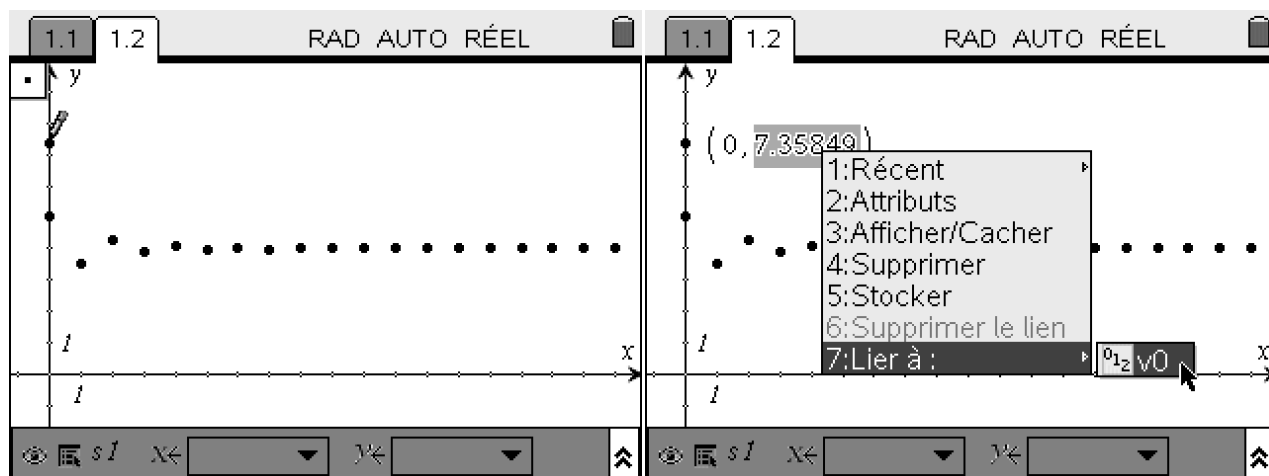 1.1 1.2 RAD AUTO RÉEL
y
1
x
1
s1 x← y←
1.1 1.2 RAD AUTO RÉEL
y
(0, 7.35849)
1:Récent
2:Attributs
3:Afficher/Cacher
4:Supprimer
5:Stocker
6:Supprimer le lien
7:Lier à :
012 v0
1
x
1
s1 x← y←